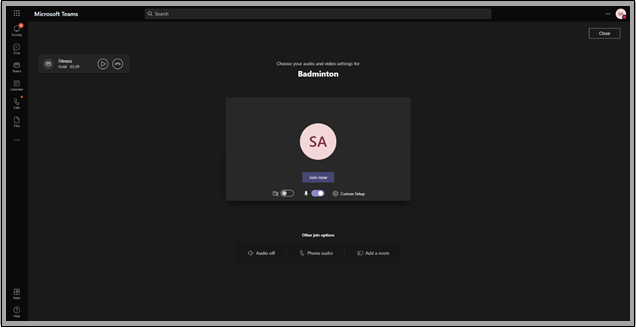 Microsoft Teams
Search
SA
Close
Activity
Chat
Teams
Calendar
Calls
Files
Fitness
Hold 03:39
Choose your audio and video settings for
Badminton
SA
Join now
Custom Setup
Other join options
Audio off
Phone audio
Add a room
Apps
Help